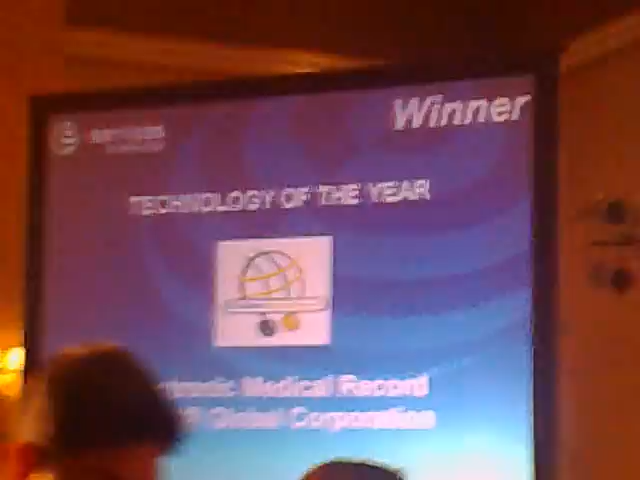 Winner
TECHNOLOGY OF THE YEAR
Medical Record
Global Corporation